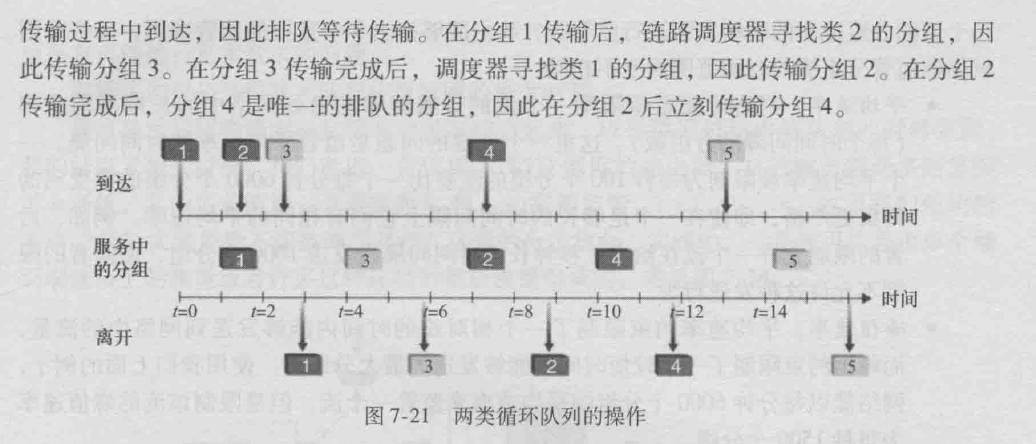 传输过程中到达，因此排队等待传输。在分组 1 传输后，链路调度器寻找类 2 的分组，因
此传输分组 3。在分组 3 传输完成后，调度器寻找类 1 的分组，因此传输分组 2。在分组 2
传输完成后，分组 4 是唯一的排队的分组，因此在分组 2 后立刻传输分组 4。
1 2 3 4 5
到达
时间
服务中
的分组
1 3 2 4 5
时间
t=0 t=2 t=4 t=6 t=8 t=10 t=12 t=14
离开
1 3 2 4 5
图 7-21 两类循环队列的操作